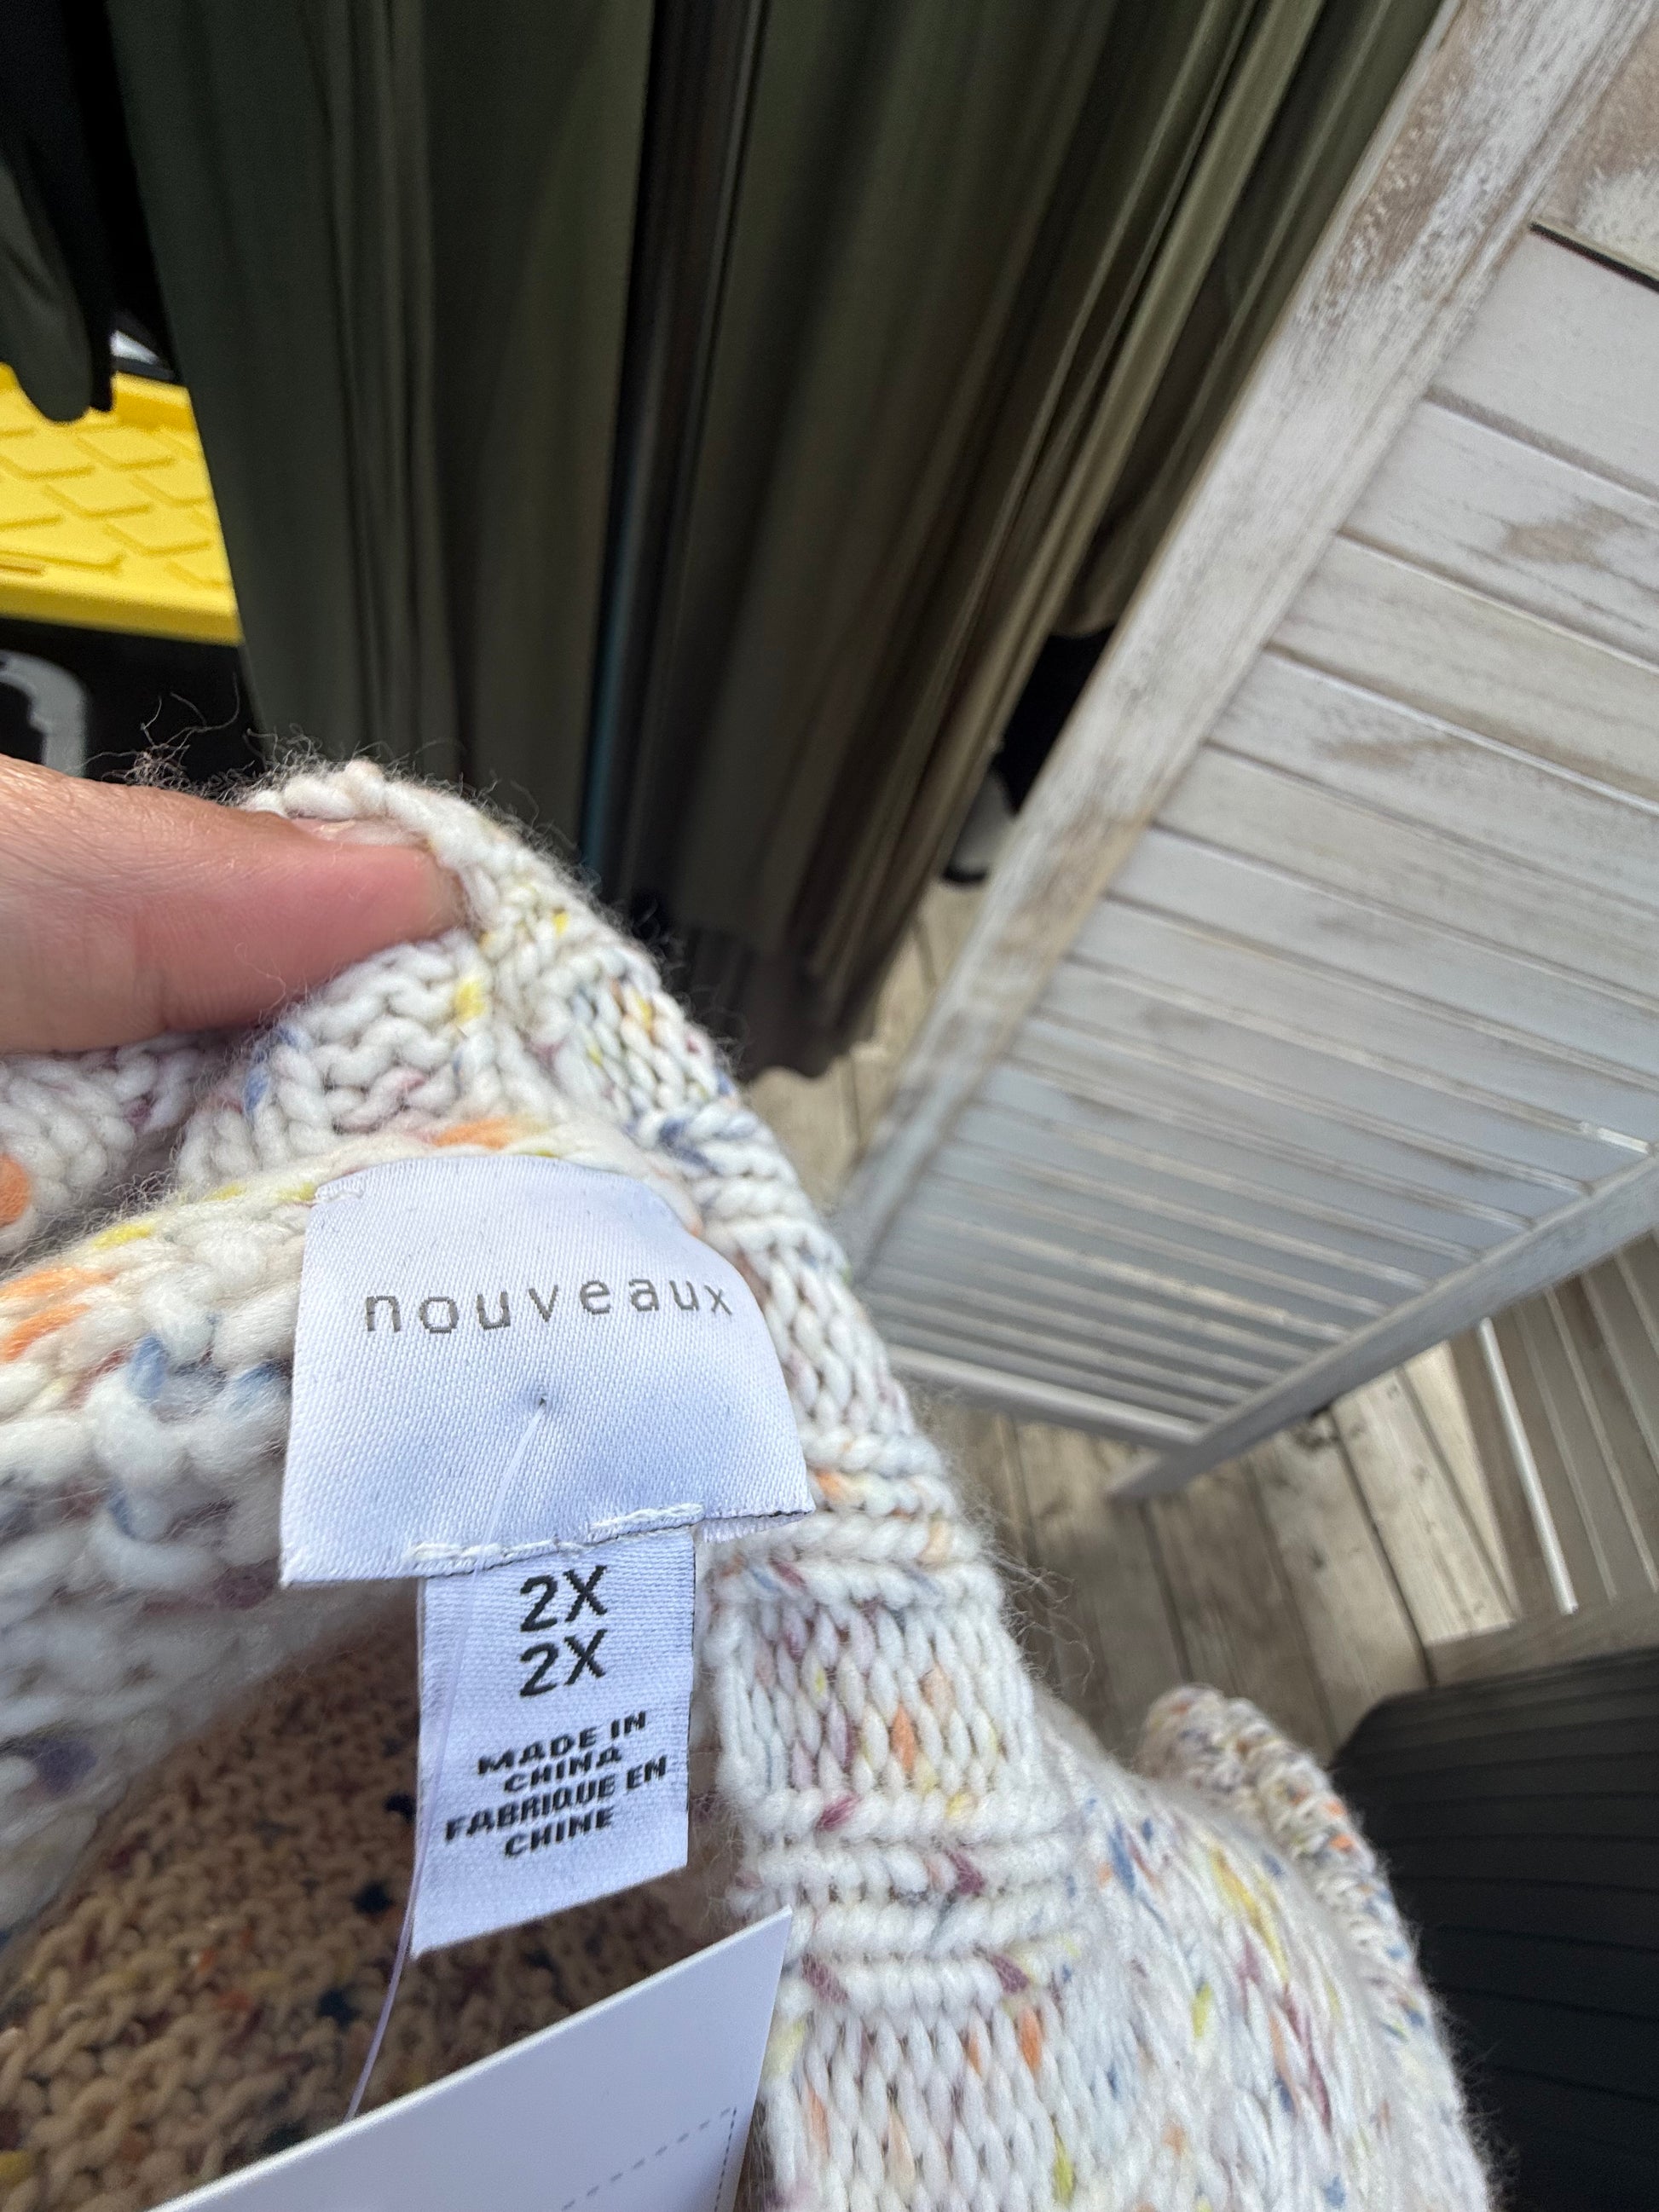 nouveaux
2X
2X
MADE IN
CHINA
FABRIQUE EN
CHINE